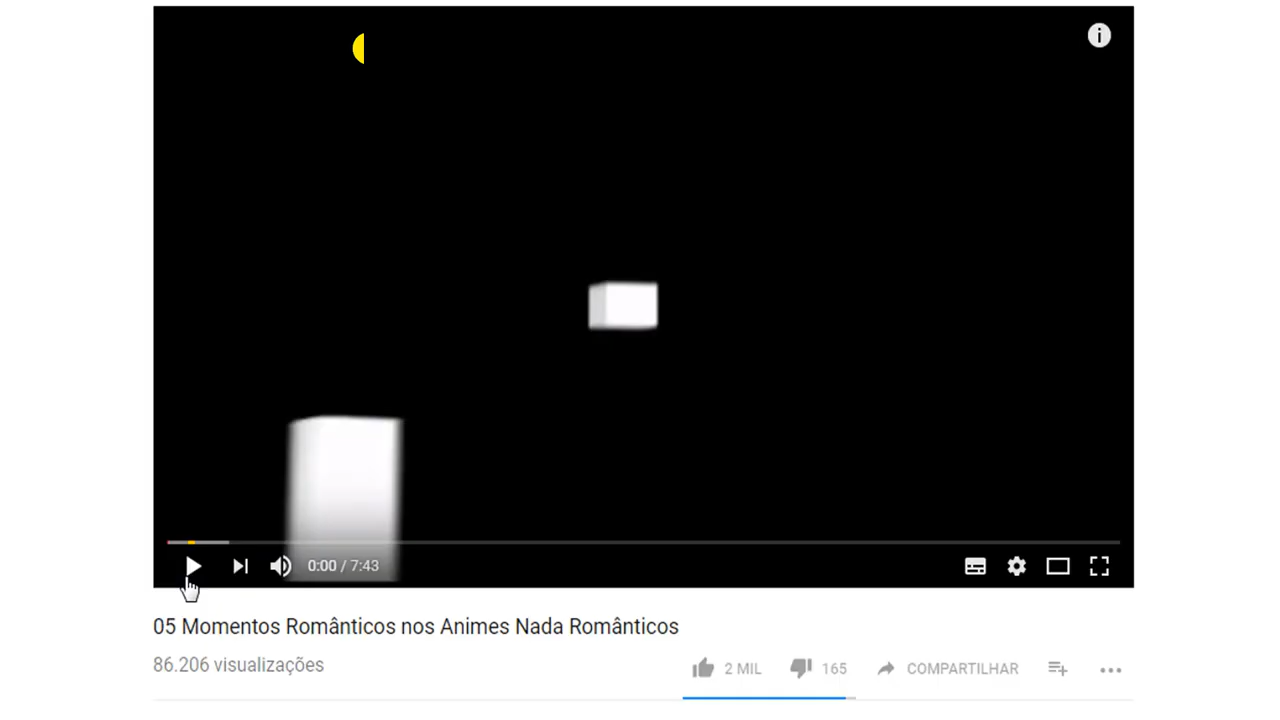 0:00 / 7:43
05 Momentos Românticos nos Animes Nada Românticos
86.206 visualizações
2 MIL 165 COMPARTILHAR